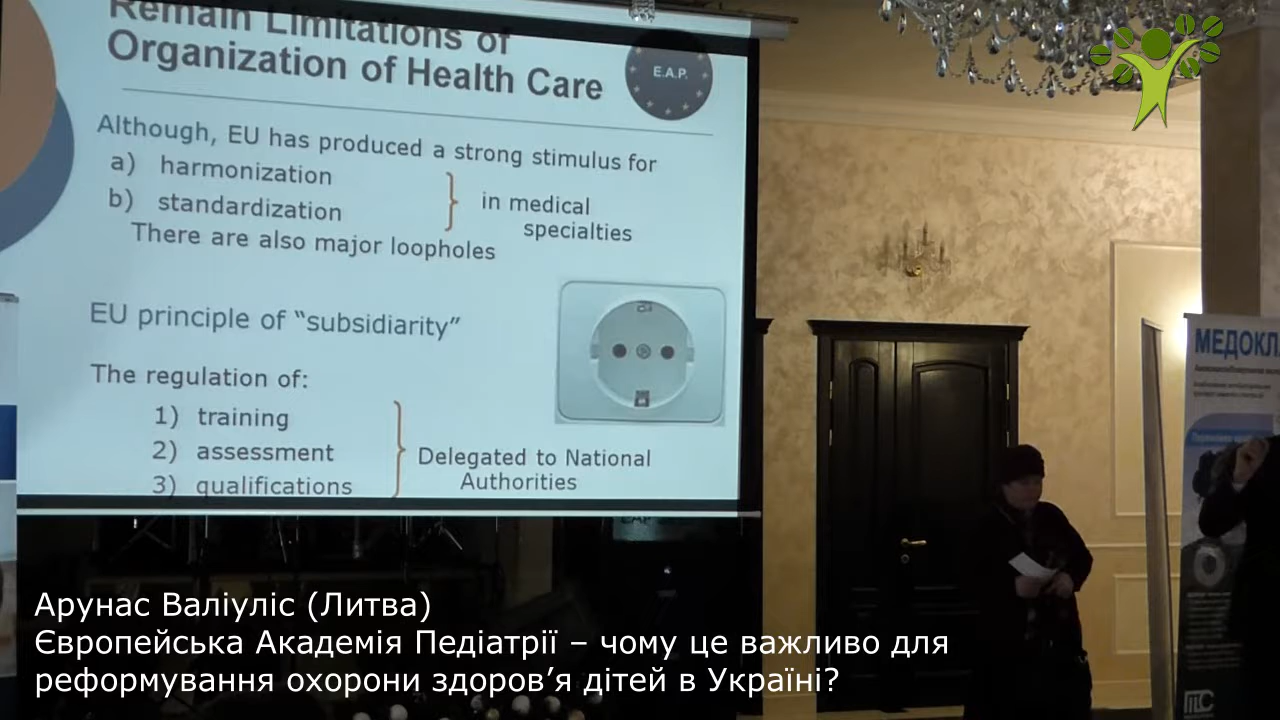 Remain Limitations of
Organization of Health Care
E.A.P.
Although, EU has produced a strong stimulus for
a) harmonization
b) standardization
in medical
specialties
There are also major loopholes
EU principle of “subsidiarity”
The regulation of:
1) training
2) assessment
3) qualifications
Delegated to National
Authorities
EAP
МЕДОКЛ
Арунас Валіуліс (Литва)
Європейська Академія Педіатрії – чому це важливо для
реформування охорони здоров’я дітей в Україні?